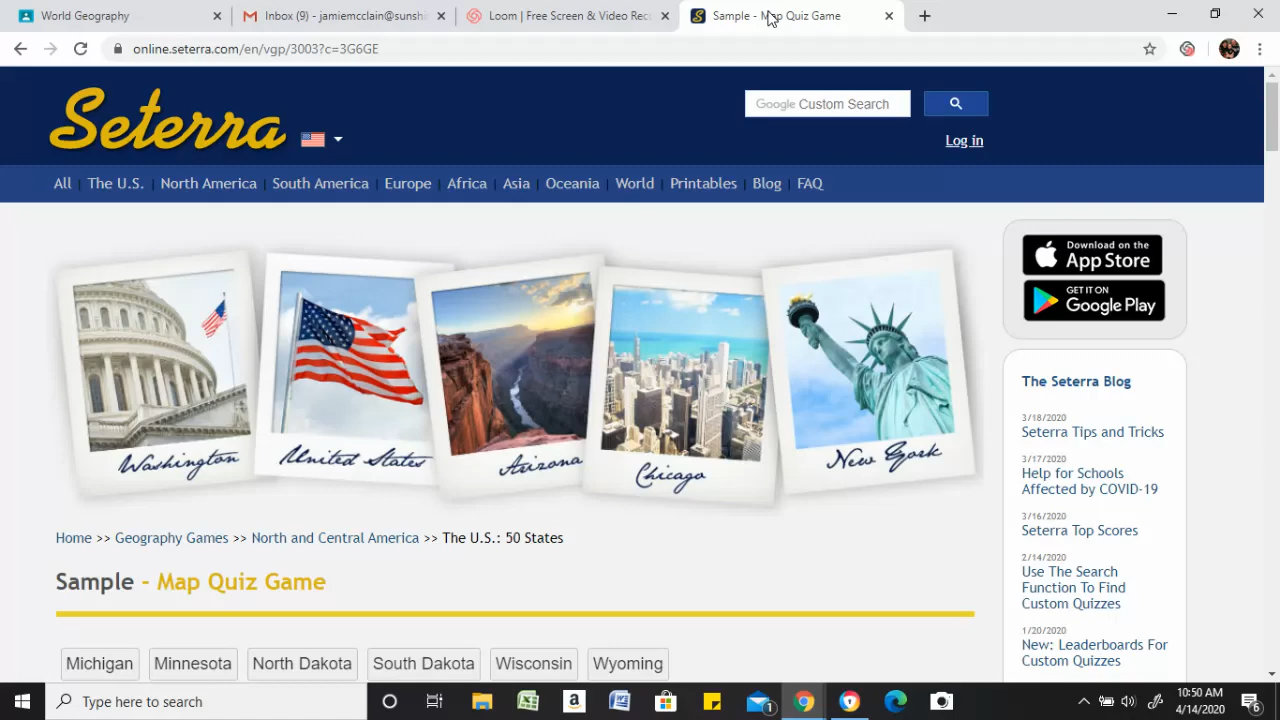 World Geography
Inbox (9) - jamiemcclain@sunshi
Loom | Free Screen & Video Recu
Sample - Map Quiz Game
online.seterra.com/en/vgp/3003?c=3G6GE
Seterra
Google Custom Search
Log in
All | The U.S. | North America | South America | Europe | Africa | Asia | Oceania | World | Printables | Blog | FAQ
Washington
United States
Arizona
Chicago
New York
Download on the
App Store
GET IT ON
Google Play
The Seterra Blog
3/18/2020
Seterra Tips and Tricks
3/17/2020
Help for Schools
Affected by COVID-19
3/16/2020
Seterra Top Scores
2/14/2020
Use The Search
Function To Find
Custom Quizzes
1/20/2020
New: Leaderboards For
Custom Quizzes
Home >> Geography Games >> North and Central America >> The U.S.: 50 States
Sample - Map Quiz Game
Michigan
Minnesota
North Dakota
South Dakota
Wisconsin
Wyoming
Type here to search
1
10:50 AM
4/14/2020
6